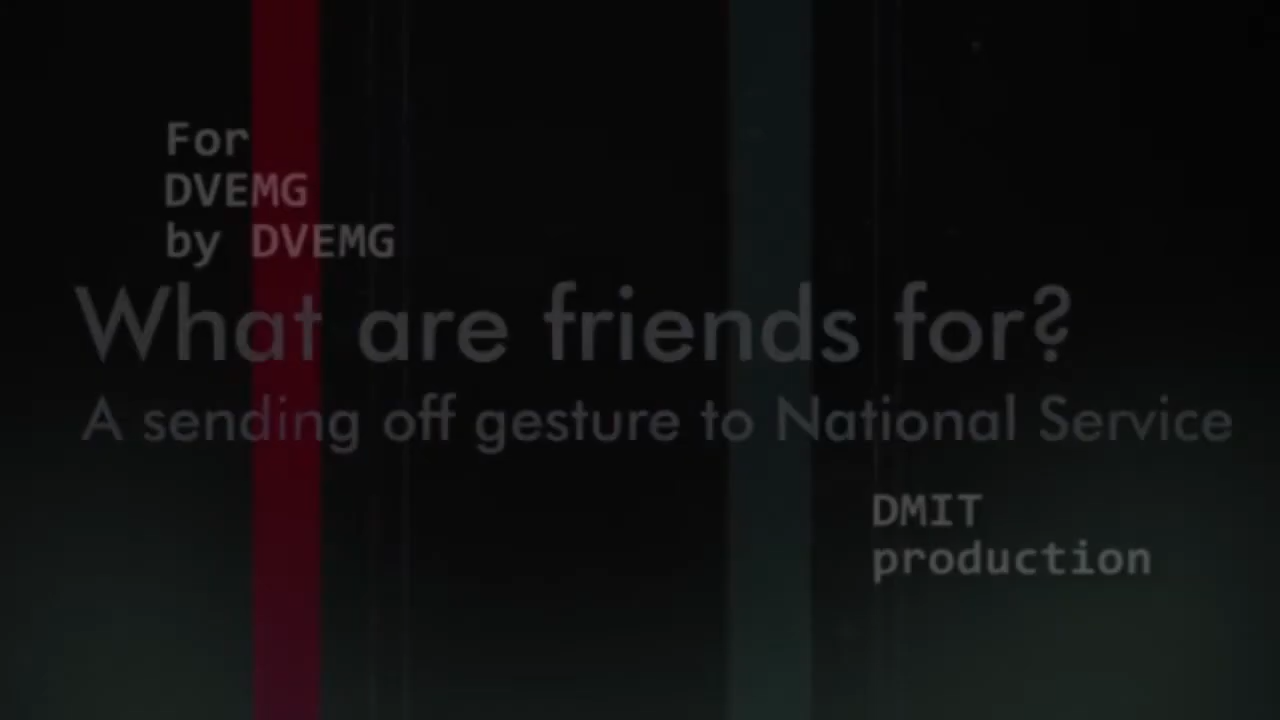 For
DVEMG
by DVEMG
What are friends for?
A sending off gesture to National Service
DMIT
production